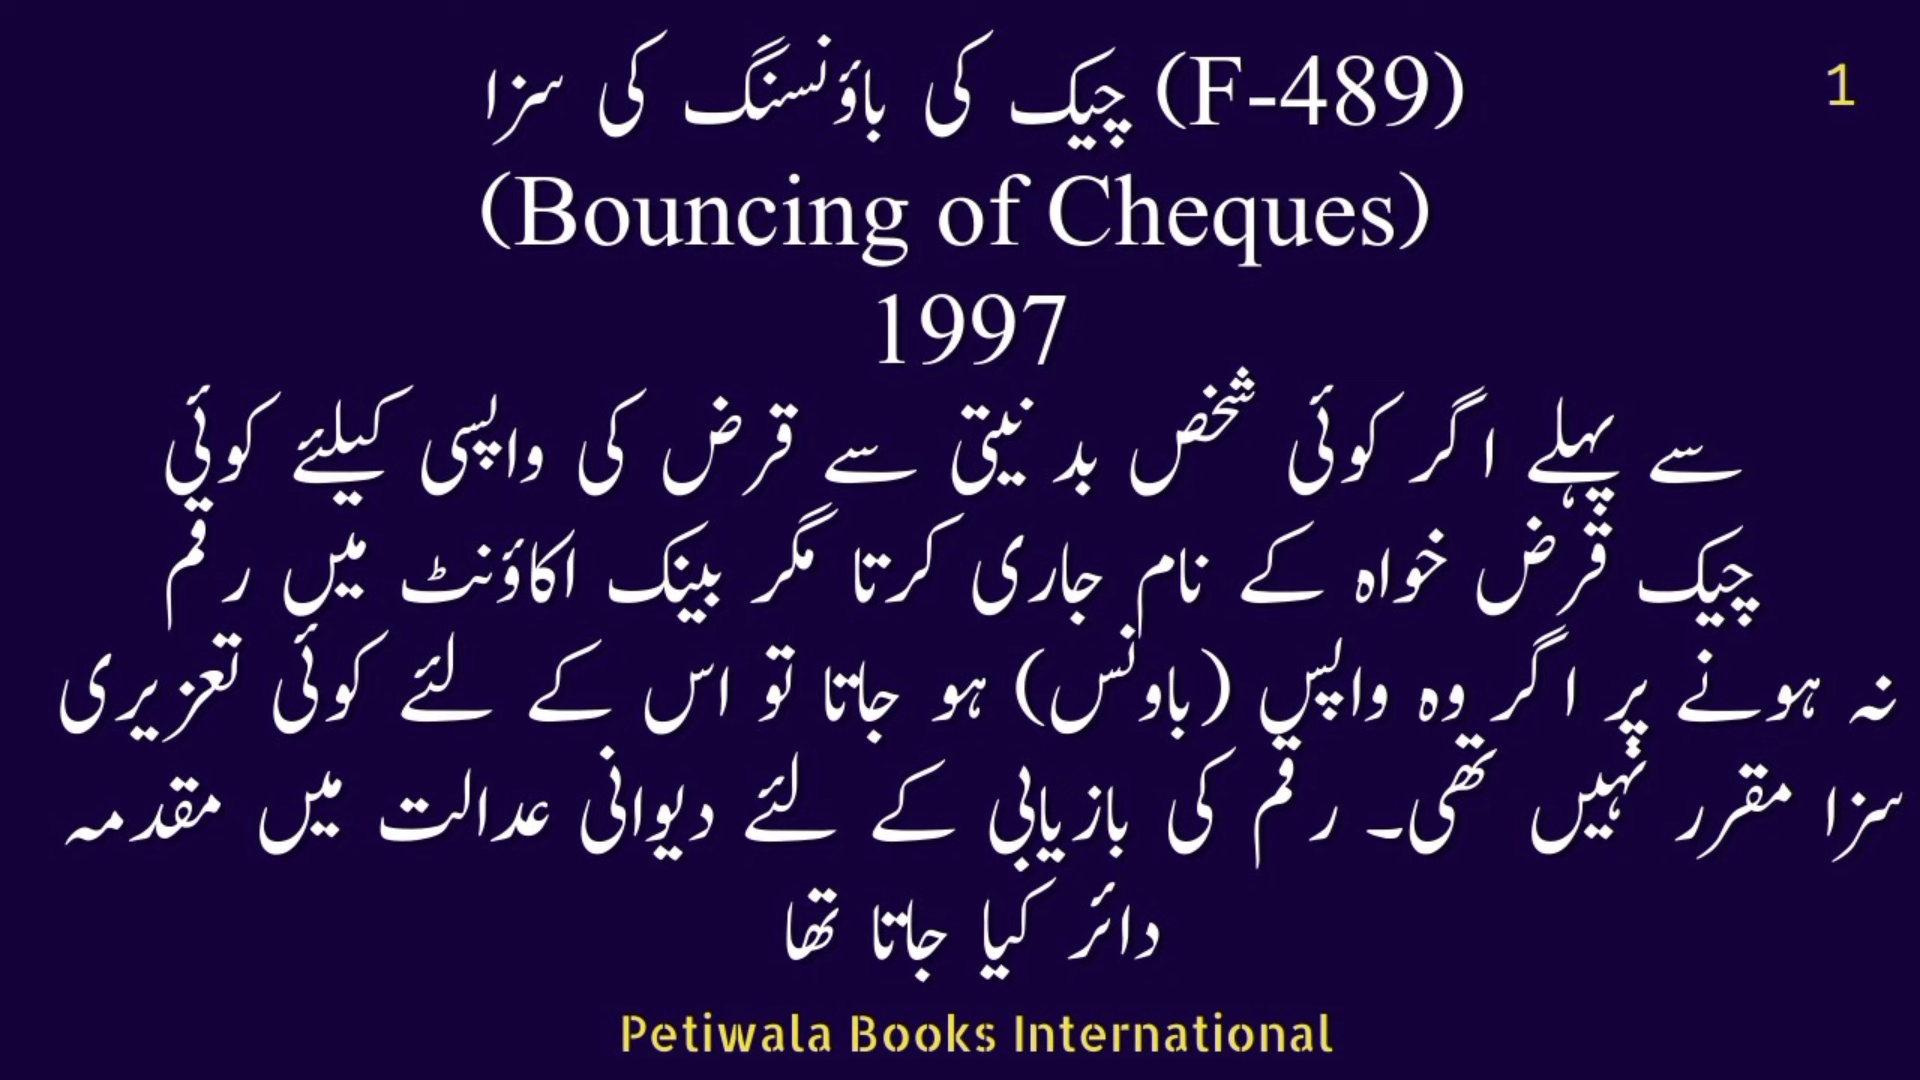 (489-F) چیک کی باؤنسنگ کی سزا
1
(Bouncing of Cheques)
1997
سے پہلے اگر کوئی شخص بد نیتی سے قرض کی واپسی کیلئے کوئی
چیک قرض خواہ کے نام جاری کرتا مگر بینک اکاؤنٹ میں رقم
نہ ہونے پر اگر وہ واپس (باونس) ہو جاتا تو اس کے لئے کوئی تعزیری
سزا مقرر نہیں تھی۔ رقم کی بازیابی کے لئے دیوانی عدالت میں مقدمہ
دائر کیا جاتا تھا
Petiwala Books International